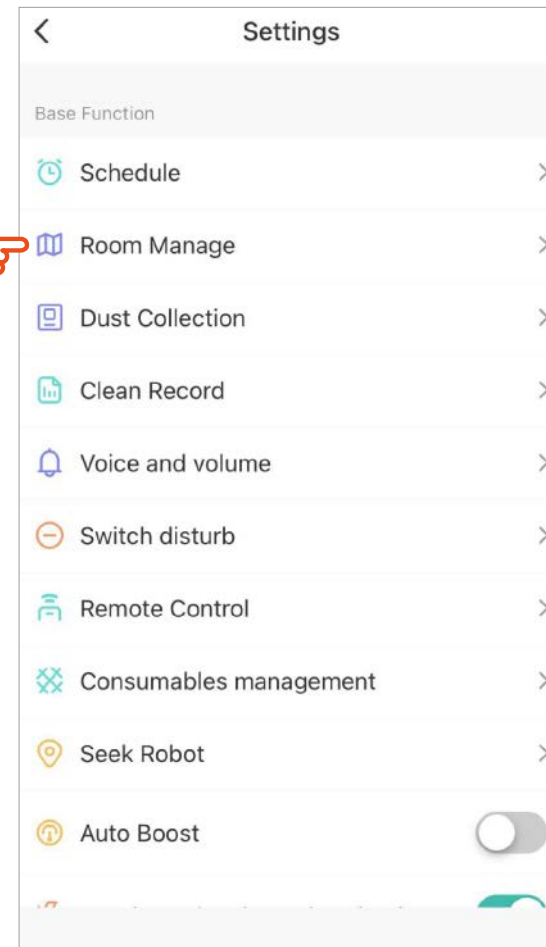 Settings
Base Function
Schedule
Room Manage
Dust Collection
Clean Record
Voice and volume
Switch disturb
Remote Control
Consumables management
Seek Robot
Auto Boost